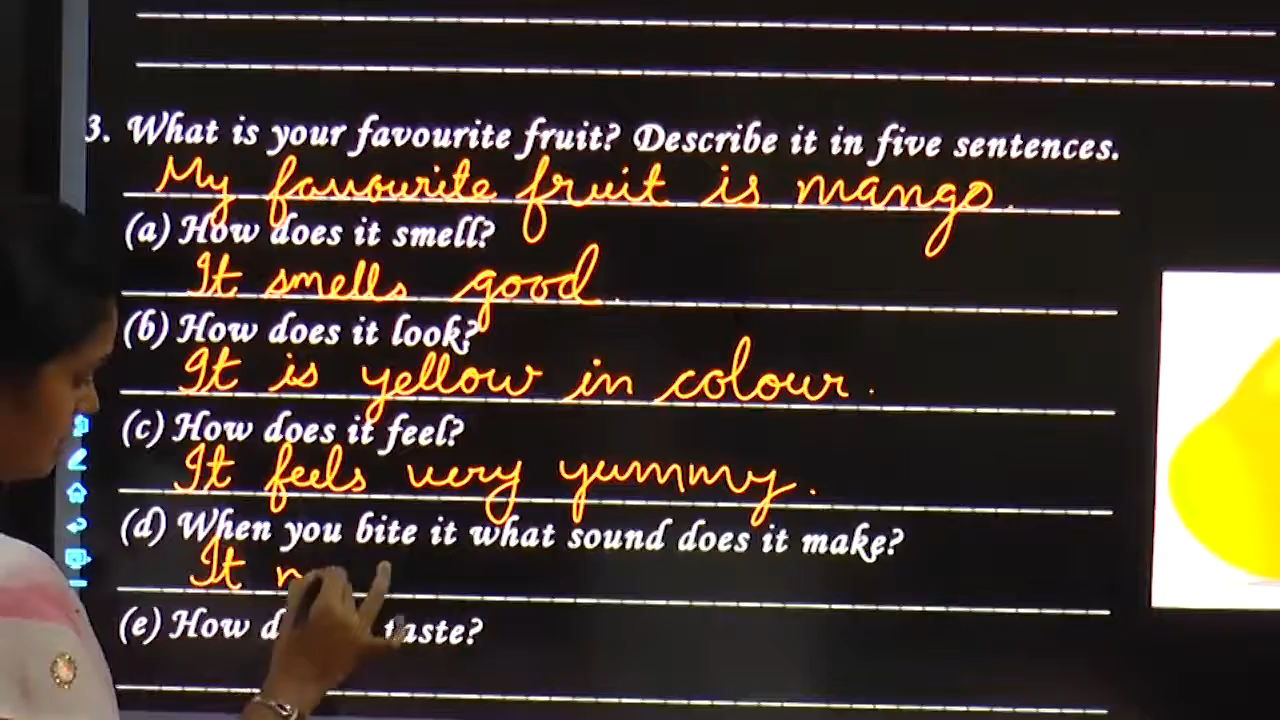 3. What is your favourite fruit? Describe it in five sentences.
My favourite fruit is mango.
(a) How does it smell?
It smells good.
(b) How does it look?
It is yellow in colour.
(c) How does it feel?
It feels very yummy.
(d) When you bite it what sound does it make?
It
(e) How taste?